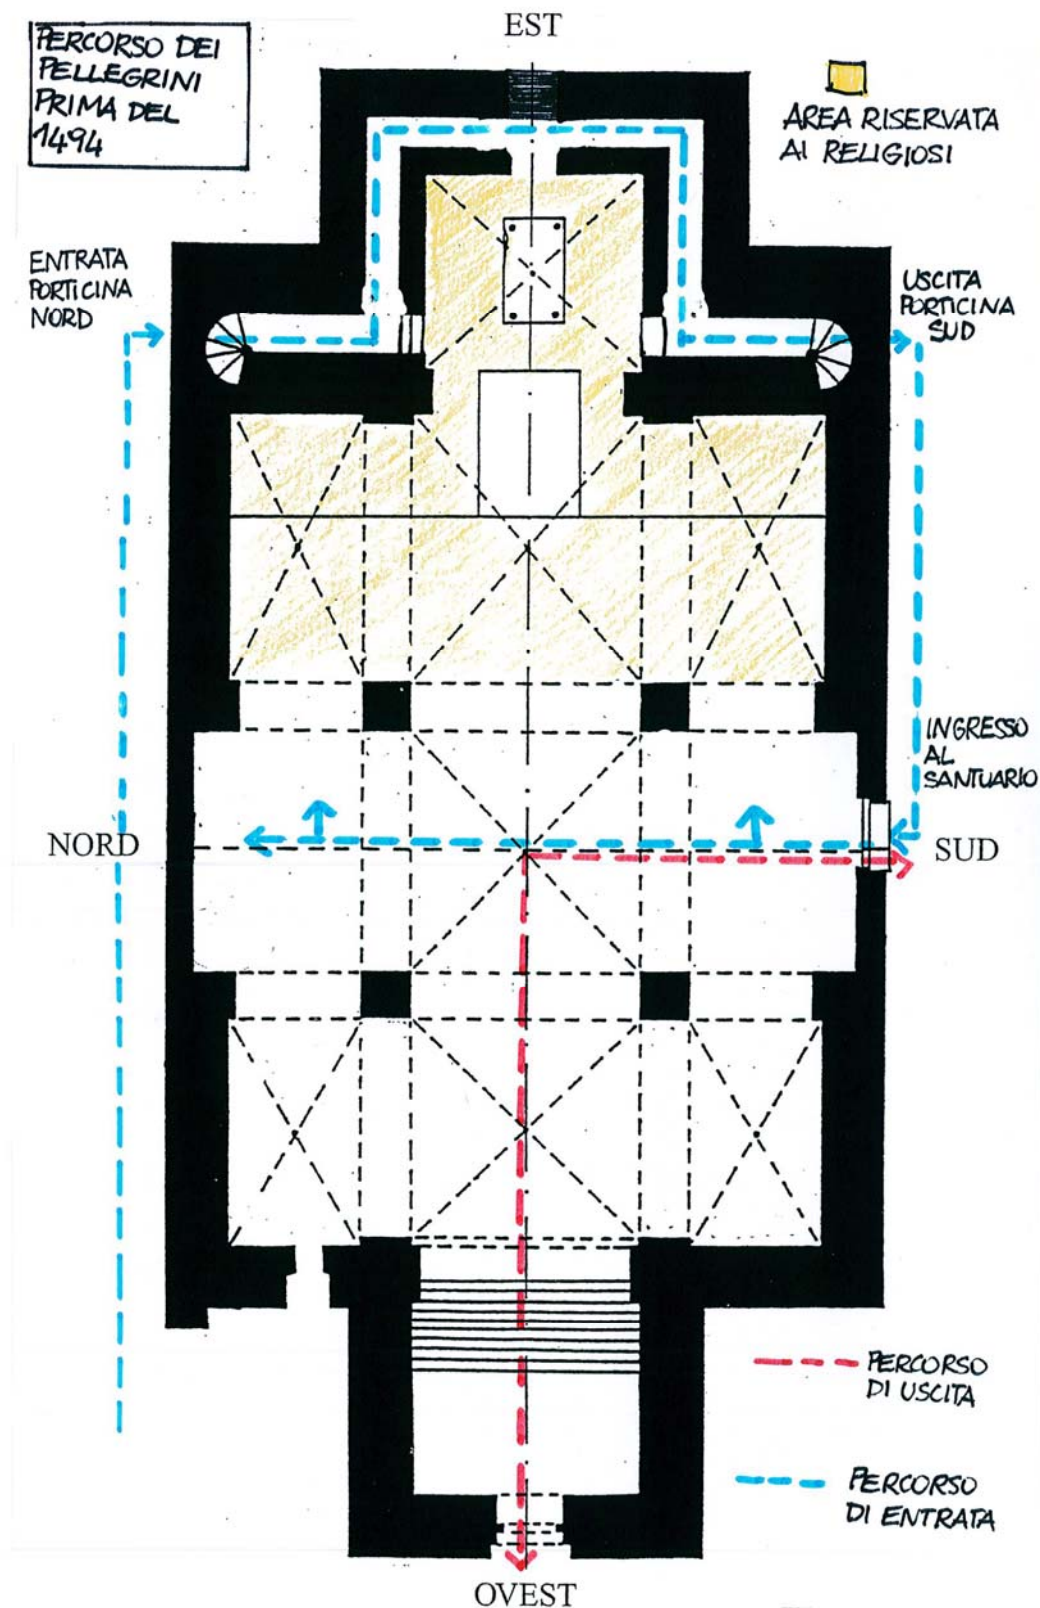 EST
PERCORSO DEI
PELLEGRINI
PRIMA DEL
1494
AREA RISERVATA
AI RELIGIOSI
ENTRATA
PORTICINA
NORD
USCITA
PORTICINA
SUD
INGRESSO
AL
SANTUARIO
NORD
SUD
PERCORSO
DI USCITA
PERCORSO
DI ENTRATA
OVEST